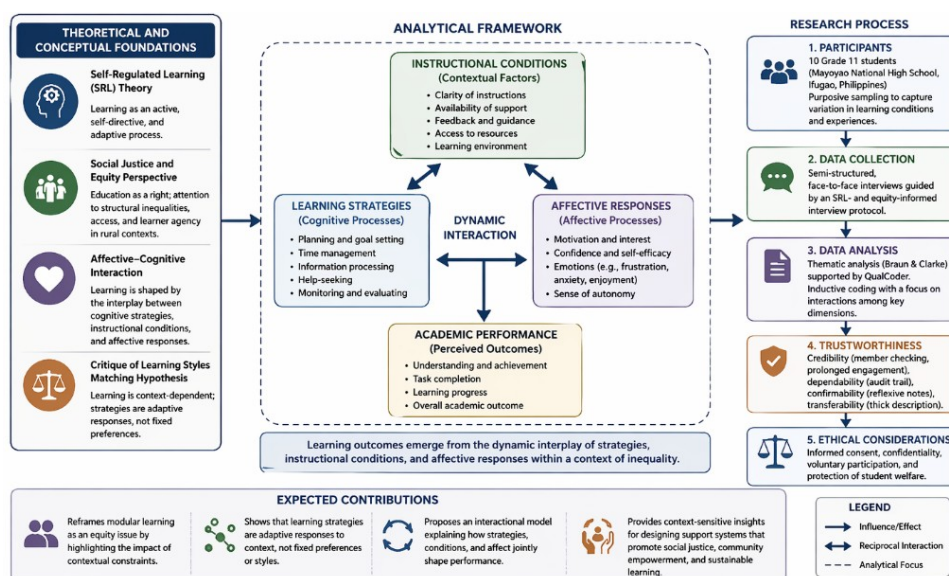 THEORETICAL AND
CONCEPTUAL FOUNDATIONS
Self-Regulated Learning
(SRL) Theory
Learning as an active,
self-directive, and
adaptive process.
Social Justice and
Equity Perspective
Education as a right; attention
to structural inequalities,
access, and learner agency
in rural contexts.
Affective–Cognitive
Interaction
Learning is shaped by
the interplay between
cognitive strategies,
instructional conditions,
and affective responses.
Critique of Learning Styles
Matching Hypothesis
Learning is context-dependent;
strategies are adaptive
responses, not fixed
preferences.
ANALYTICAL FRAMEWORK
INSTRUCTIONAL CONDITIONS
(Contextual Factors)
• Clarity of instructions
• Availability of support
• Feedback and guidance
• Access to resources
• Learning environment
LEARNING STRATEGIES
(Cognitive Processes)
• Planning and goal setting
• Time management
• Information processing
• Help-seeking
• Monitoring and evaluating
DYNAMIC
INTERACTION
AFFECTIVE RESPONSES
(Affective Processes)
• Motivation and interest
• Confidence and self-efficacy
• Emotions (e.g., frustration,
anxiety, enjoyment)
• Sense of autonomy
ACADEMIC PERFORMANCE
(Perceived Outcomes)
• Understanding and achievement
• Task completion
• Learning progress
• Overall academic outcome
Learning outcomes emerge from the dynamic interplay of strategies,
instructional conditions, and affective responses within a context of inequality.
RESEARCH PROCESS
1. PARTICIPANTS
10 Grade 11 students
(Mayoyao National High School,
Ifugao, Philippines)
Purposive sampling to capture
variation in learning conditions
and experiences.
2. DATA COLLECTION
Semi-structured,
face-to-face interviews guided
by an SRL- and equity-informed
interview protocol.
3. DATA ANALYSIS
Thematic analysis (Braun & Clarke)
supported by QualCoder.
Inductive coding with a focus on
interactions among key
dimensions.
4. TRUSTWORTHINESS
Credibility (member checking,
prolonged engagement),
dependability (audit trail),
confirmability (reflexive notes),
transferability (thick description).
5. ETHICAL CONSIDERATIONS
Informed consent, confidentiality,
voluntary participation, and
protection of student welfare.
EXPECTED CONTRIBUTIONS
Reframes modular learning
as an equity issue by
highlighting the impact of
contextual constraints.
Shows that learning strategies
are adaptive responses to
context, not fixed preferences
or styles.
Proposes an interactional model
explaining how strategies,
conditions, and affect jointly
shape performance.
Provides context-sensitive insights
for designing support systems that
promote social justice, community
empowerment, and sustainable
learning.
LEGEND
Influence/Effect
Reciprocal Interaction
Analytical Focus